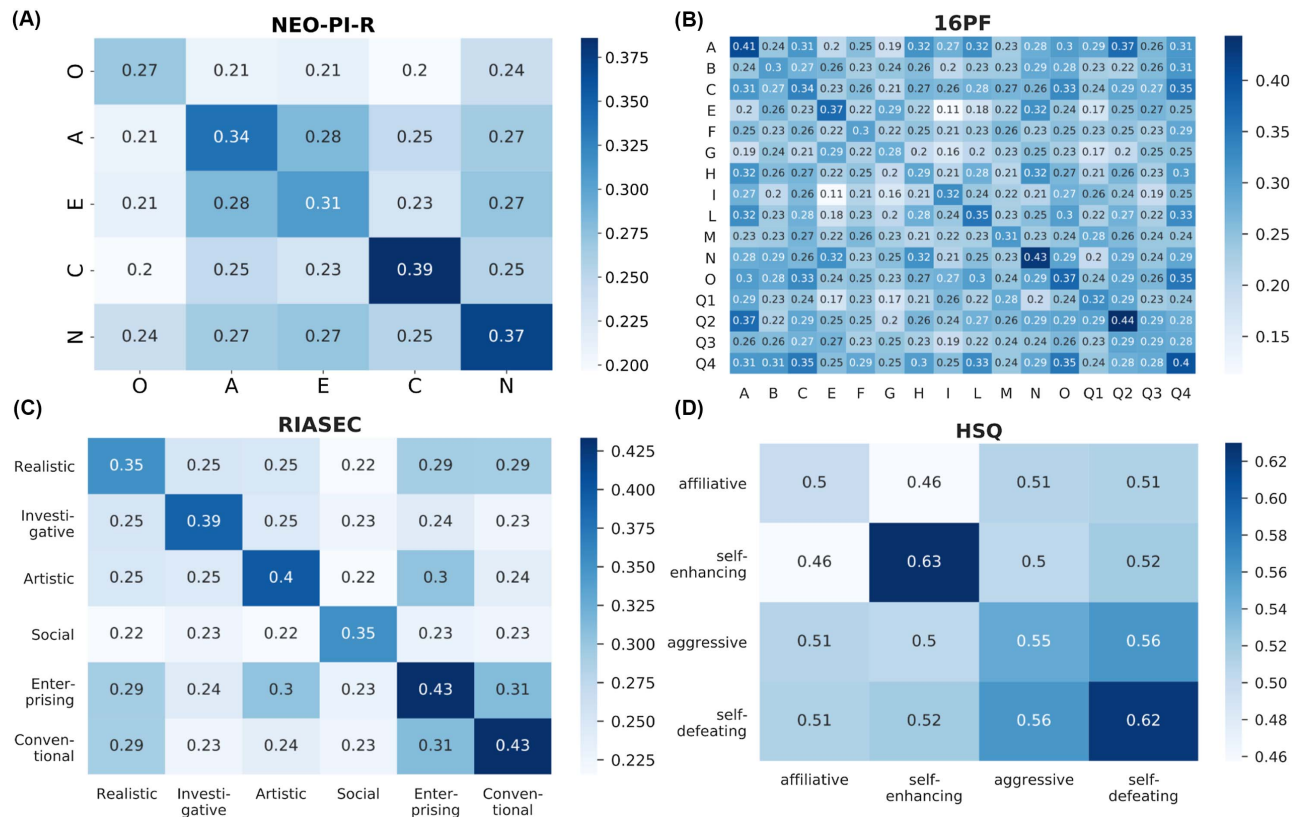 (A)
NEO-PI-R
O 0.27 0.21 0.21 0.2 0.24
A 0.21 0.34 0.28 0.25 0.27
E 0.21 0.28 0.31 0.23 0.27
C 0.2 0.25 0.23 0.39 0.25
N 0.24 0.27 0.27 0.25 0.37
O A E C N
0.375
0.350
0.325
0.300
0.275
0.250
0.225
0.200
(B)
16PF
A 0.41 0.24 0.31 0.2 0.25 0.19 0.32 0.27 0.32 0.23 0.28 0.3 0.29 0.37 0.26 0.31
B 0.24 0.3 0.27 0.26 0.23 0.24 0.26 0.2 0.23 0.23 0.29 0.28 0.23 0.22 0.26 0.31
C 0.31 0.27 0.34 0.23 0.26 0.21 0.27 0.26 0.28 0.27 0.26 0.33 0.24 0.29 0.27 0.35
E 0.2 0.26 0.23 0.37 0.22 0.29 0.22 0.11 0.18 0.22 0.32 0.24 0.17 0.25 0.27 0.25
F 0.25 0.23 0.26 0.22 0.3 0.22 0.25 0.21 0.23 0.26 0.23 0.25 0.23 0.25 0.23 0.29
G 0.19 0.24 0.21 0.29 0.22 0.28 0.2 0.16 0.2 0.23 0.25 0.23 0.17 0.2 0.25 0.25
H 0.32 0.26 0.27 0.22 0.25 0.2 0.29 0.21 0.28 0.21 0.32 0.27 0.21 0.26 0.23 0.3
I 0.27 0.2 0.26 0.11 0.21 0.16 0.21 0.32 0.24 0.22 0.21 0.27 0.26 0.24 0.19 0.25
L 0.32 0.23 0.28 0.18 0.23 0.2 0.28 0.24 0.35 0.23 0.25 0.3 0.22 0.27 0.22 0.33
M 0.23 0.23 0.27 0.22 0.26 0.23 0.21 0.22 0.23 0.31 0.23 0.24 0.28 0.26 0.24 0.24
N 0.28 0.29 0.26 0.32 0.23 0.25 0.32 0.21 0.25 0.23 0.43 0.29 0.2 0.29 0.29 0.29
O 0.3 0.28 0.33 0.24 0.25 0.23 0.27 0.27 0.3 0.24 0.29 0.37 0.24 0.29 0.26 0.35
Q1 0.29 0.23 0.24 0.17 0.23 0.17 0.21 0.26 0.22 0.28 0.2 0.24 0.32 0.29 0.23 0.24
Q2 0.37 0.22 0.29 0.25 0.25 0.2 0.26 0.24 0.27 0.26 0.29 0.29 0.29 0.44 0.29 0.28
Q3 0.26 0.26 0.27 0.27 0.23 0.25 0.23 0.19 0.22 0.24 0.29 0.26 0.23 0.29 0.29 0.28
Q4 0.31 0.31 0.35 0.25 0.29 0.25 0.3 0.25 0.33 0.24 0.29 0.35 0.24 0.28 0.28 0.4
A B C E F G H I L M N O Q1 Q2 Q3 Q4
0.40
0.35
0.30
0.25
0.20
0.15
(C)
RIASEC
Realistic 0.35 0.25 0.25 0.22 0.29 0.29
Investi-
gative
0.25 0.39 0.25 0.23 0.24 0.23
Artistic 0.25 0.25 0.4 0.22 0.3 0.24
Social 0.22 0.23 0.22 0.35 0.23 0.23
Enter-
prising
0.29 0.24 0.3 0.23 0.43 0.31
Conven-
tional
0.29 0.23 0.24 0.23 0.31 0.43
Realistic Investi- Artistic Social Enter- Conven-
gative prising tional
0.425
0.400
0.375
0.350
0.325
0.300
0.275
0.250
0.225
(D)
HSQ
affiliative 0.5 0.46 0.51 0.51
self-
enhancing
0.46 0.63 0.5 0.52
aggressive 0.51 0.5 0.55 0.56
self-
defeating
0.51 0.52 0.56 0.62
affiliative self- aggressive self-
enhancing defeating
0.62
0.60
0.58
0.56
0.54
0.52
0.50
0.48
0.46